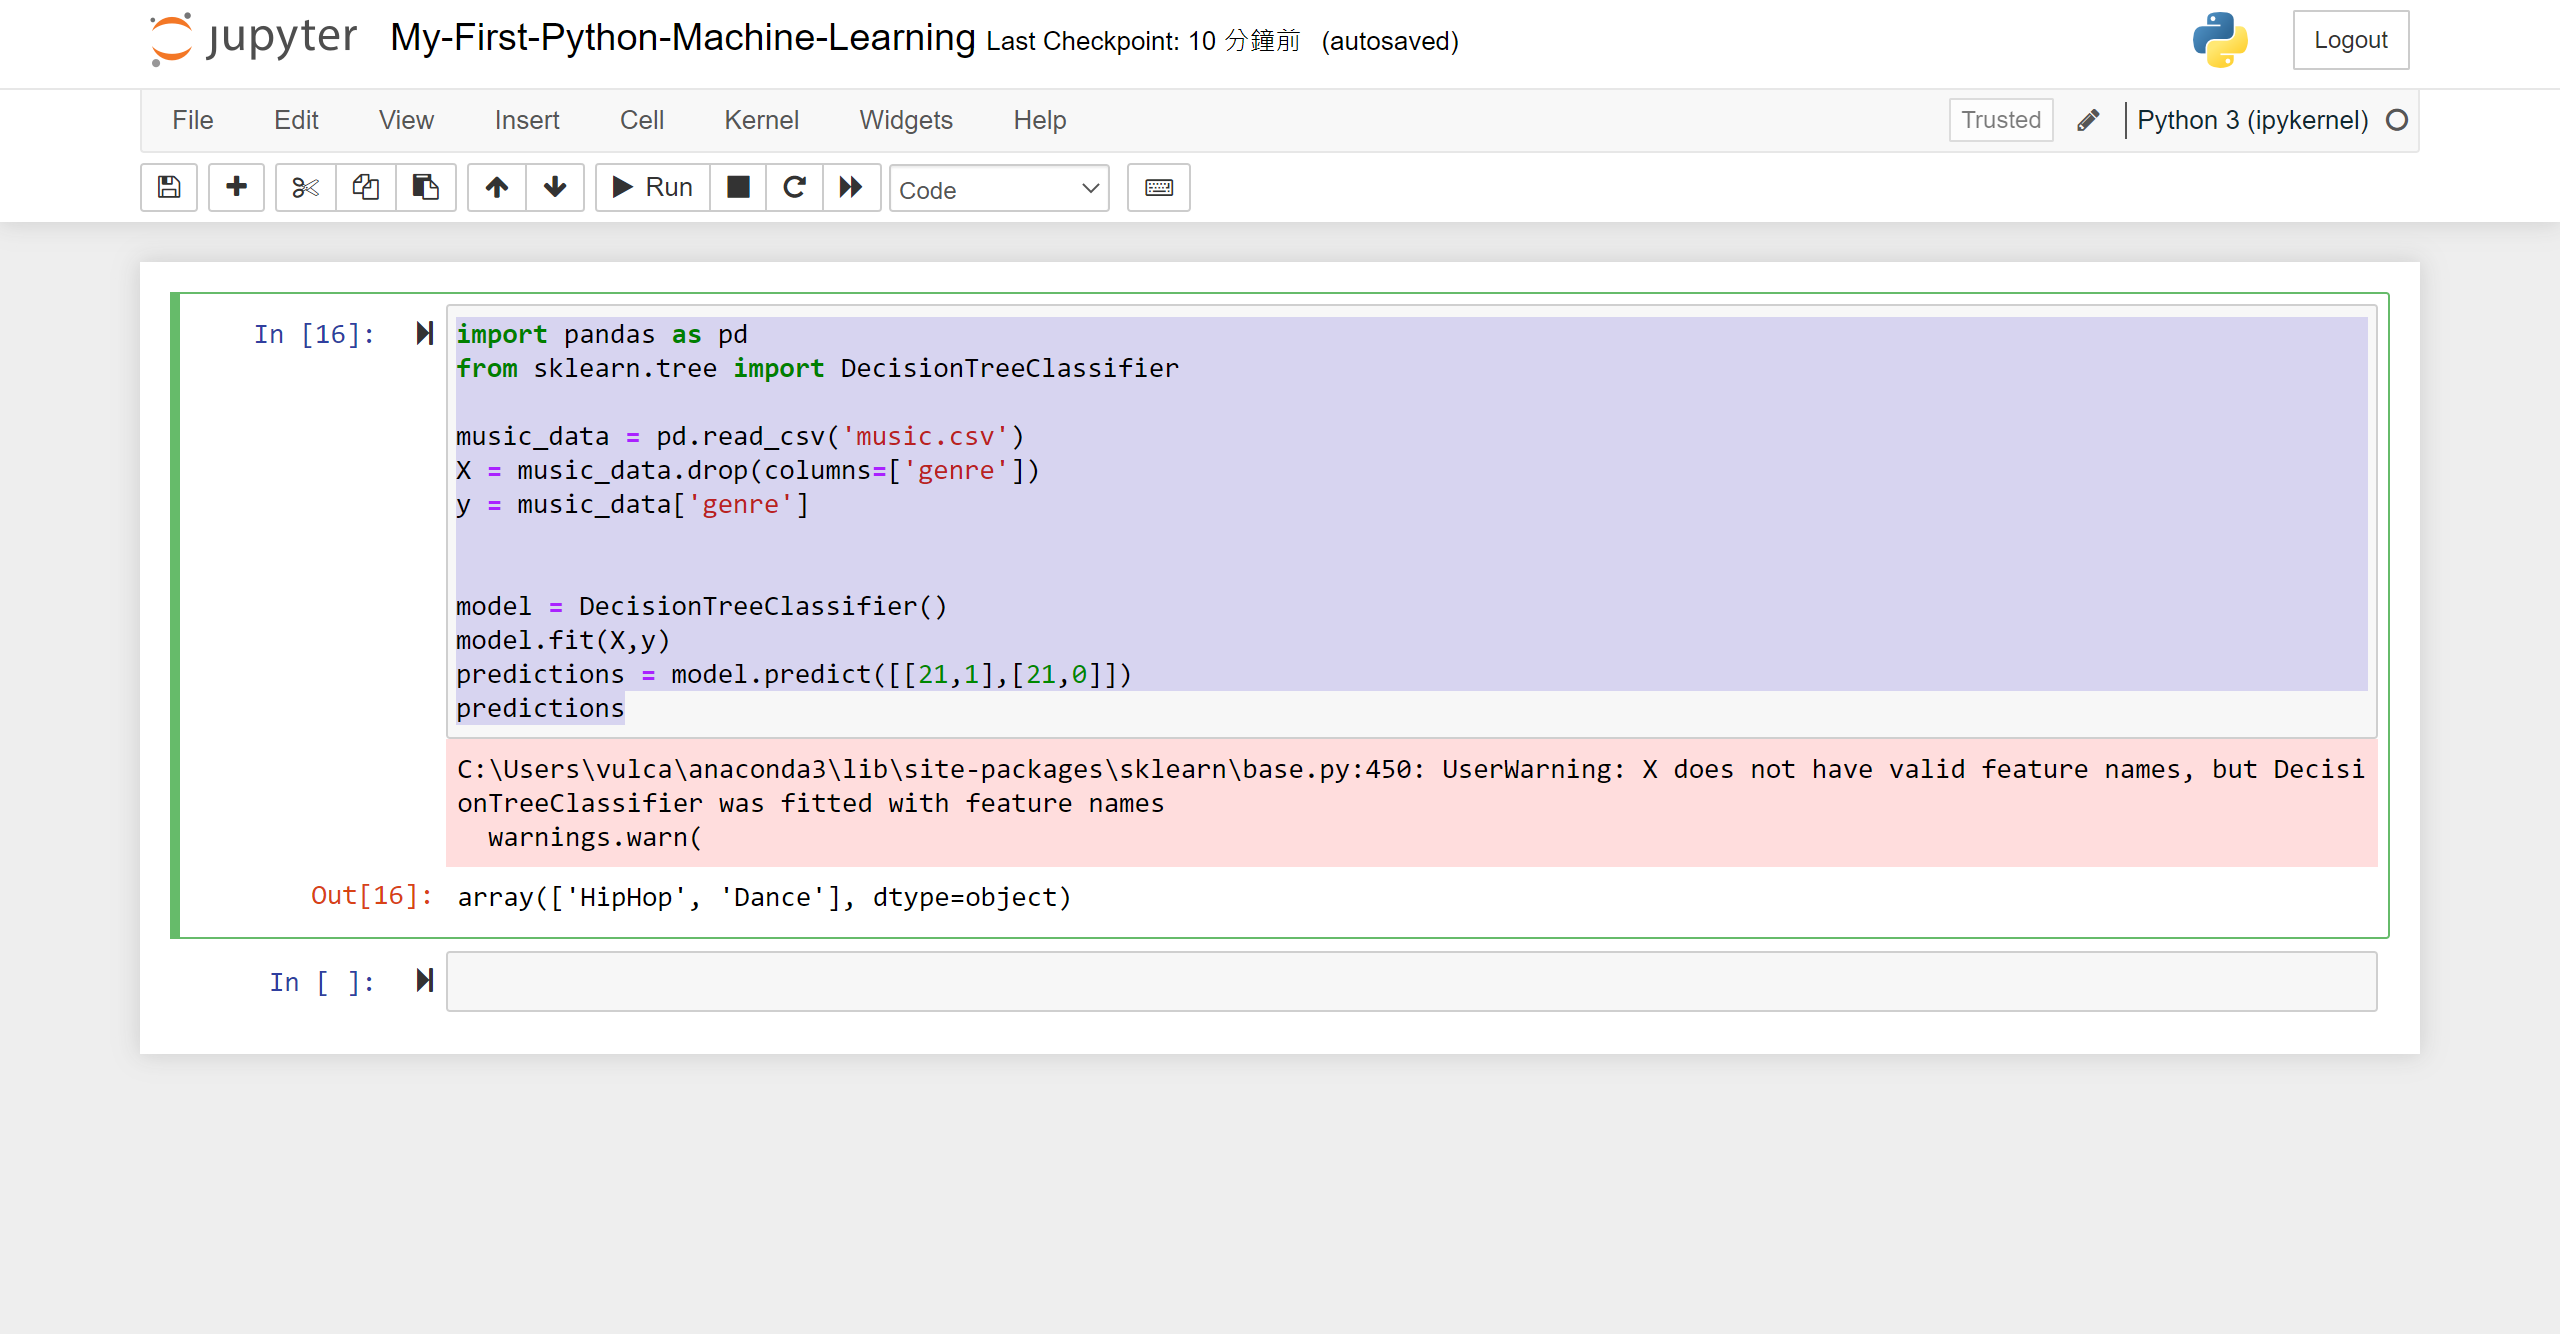 jupyter My-First-Python-Machine-Learning Last Checkpoint: 10 分鐘前 (autosaved) Logout
File Edit View Insert Cell Kernel Widgets Help Trusted Python 3 (ipykernel)
Run Code
In [16]: import pandas as pd
from sklearn.tree import DecisionTreeClassifier
music_data = pd.read_csv('music.csv')
X = music_data.drop(columns=['genre'])
y = music_data['genre']
model = DecisionTreeClassifier()
model.fit(X,y)
predictions = model.predict([[21,1],[21,0]])
predictions
C:\Users\vulca\anaconda3\lib\site-packages\sklearn\base.py:450: UserWarning: X does not have valid feature names, but Decisi
onTreeClassifier was fitted with feature names
  warnings.warn(
Out[16]: array(['HipHop', 'Dance'], dtype=object)
In [ ]: